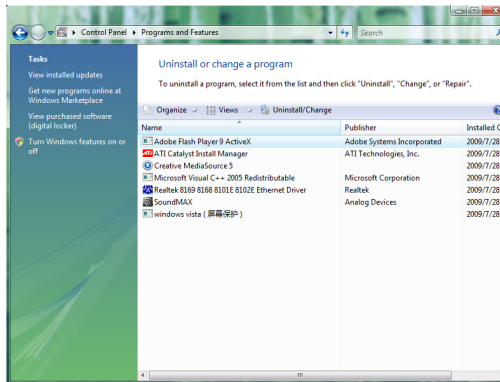 Control Panel ▸ Programs and Features
Search
Tasks
View installed updates
Get new programs online at
Windows Marketplace
View purchased software
(digital locker)
Turn Windows features on or
off
Uninstall or change a program
To uninstall a program, select it from the list and then click "Uninstall", "Change", or "Repair".
Organize Views Uninstall/Change
Name Publisher Installed O
Adobe Flash Player 9 ActiveX Adobe Systems Incorporated 2009/7/28
ATI Catalyst Install Manager ATI Technologies, Inc. 2009/7/28
Creative MediaSource 5 2009/7/28
Microsoft Visual C++ 2005 Redistributable Microsoft Corporation 2009/7/28
Realtek 8169 8168 8101E 8102E Ethernet Driver Realtek 2009/7/28
SoundMAX Analog Devices 2009/7/28
windows vista ( 屏幕保护 ) 2009/7/28